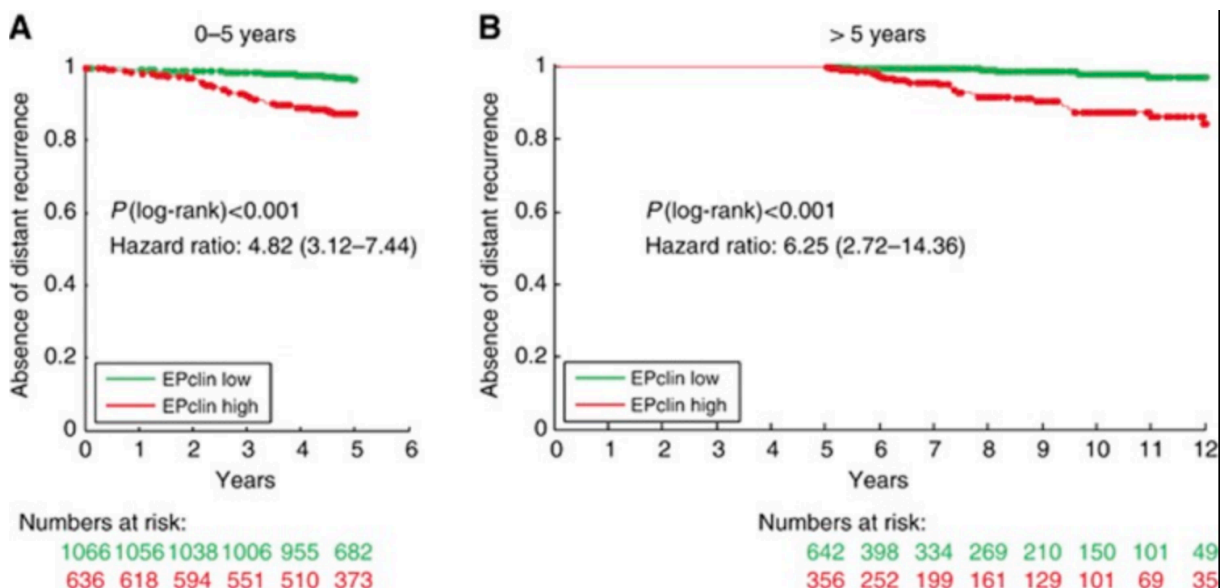 A
0–5 years
Absence of distant recurrence
1
0.8
0.6
0.4
0.2
0
P(log-rank)<0.001
Hazard ratio: 4.82 (3.12–7.44)
EPclin low
EPclin high
0 1 2 3 4 5 6
Years
Numbers at risk:
1066 1056 1038 1006 955 682
636 618 594 551 510 373
B
> 5 years
Absence of distant recurrence
1
0.8
0.6
0.4
0.2
0
P(log-rank)<0.001
Hazard ratio: 6.25 (2.72–14.36)
EPclin low
EPclin high
0 1 2 3 4 5 6 7 8 9 10 11 12
Years
Numbers at risk:
642 398 334 269 210 150 101 49
356 252 199 161 129 101 69 35